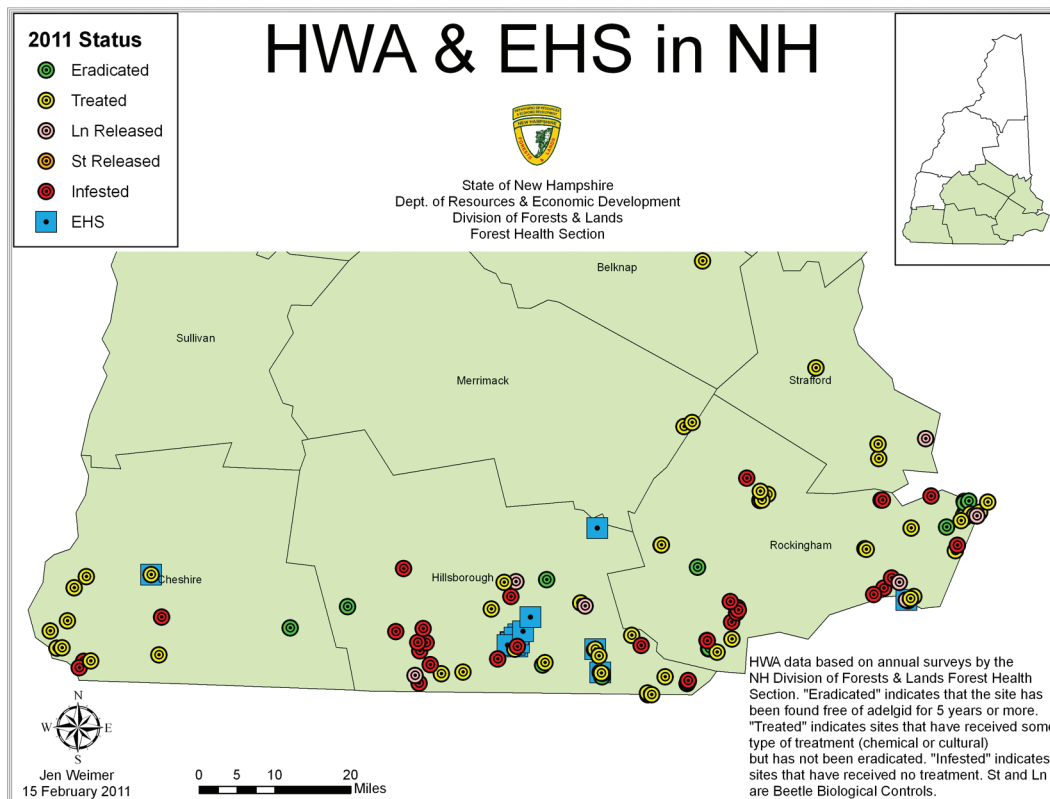 HWA & EHS in NH
2011 Status
Eradicated
Treated
Ln Released
St Released
Infested
EHS
NEW HAMPSHIRE
State of New Hampshire
Dept. of Resources & Economic Development
Division of Forests & Lands
Forest Health Section
Belknap
Sullivan
Merrimack
Strafford
Rockingham
Hillsborough
Cheshire
HWA data based on annual surveys by the
NH Division of Forests & Lands Forest Health
Section. "Eradicated" indicates that the site has
been found free of adelgid for 5 years or more.
"Treated" indicates sites that have received some
type of treatment (chemical or cultural)
but has not been eradicated. "Infested" indicates
sites that have received no treatment. St and Ln
are Beetle Biological Controls.
N
W E
S
Jen Weimer
15 February 2011
0 5 10 20
Miles